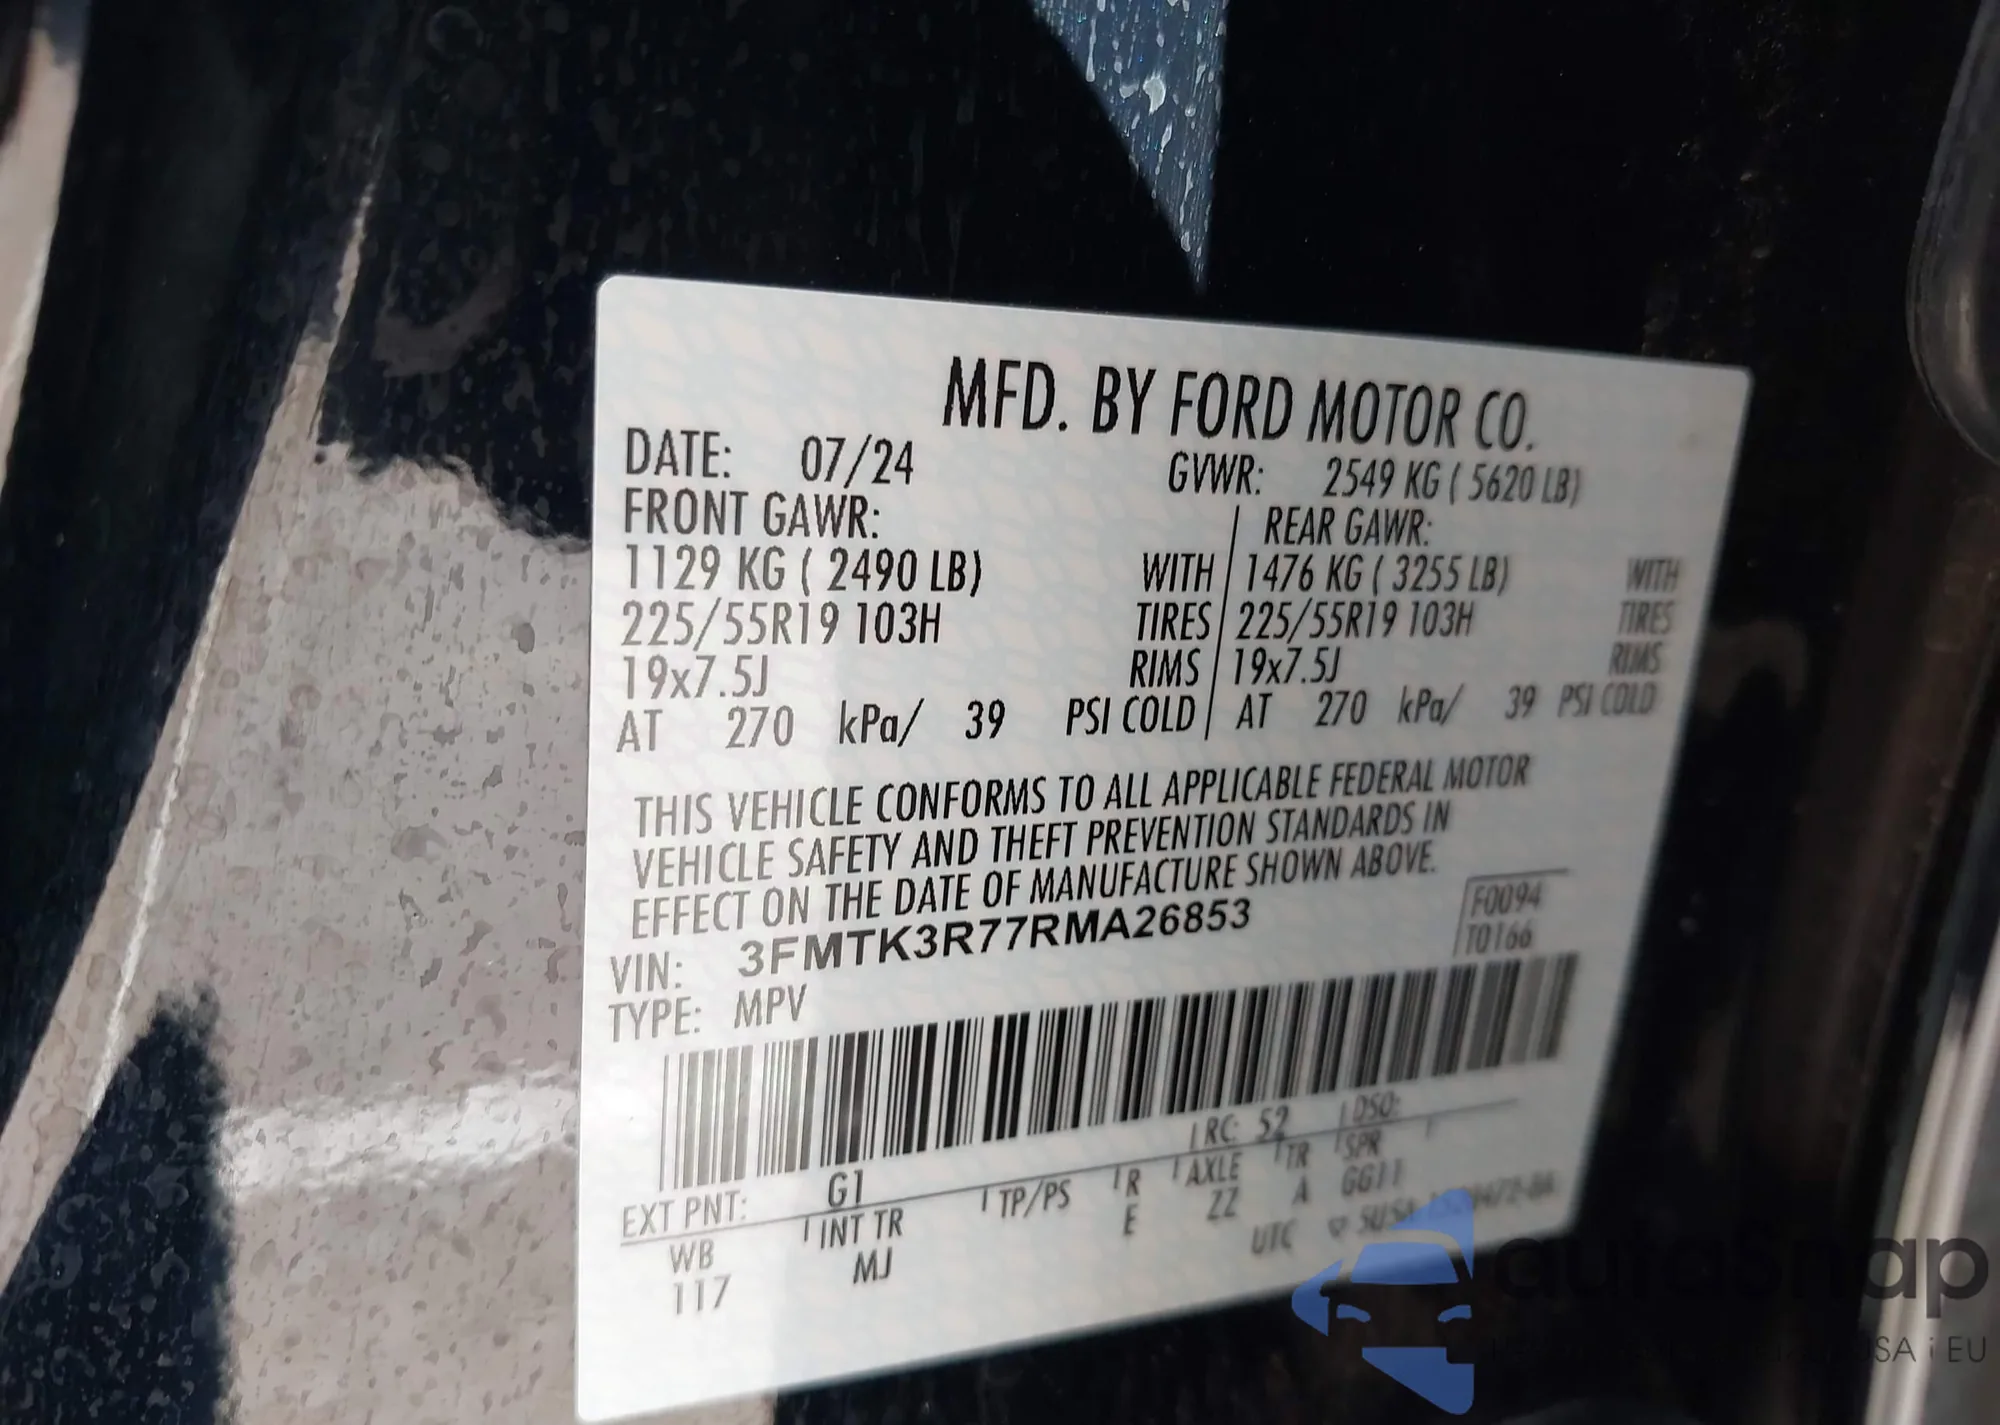 MFD. BY FORD MOTOR CO.
DATE: 07/24 GVWR: 2549 KG ( 5620 LB)
FRONT GAWR: REAR GAWR:
1129 KG ( 2490 LB) WITH 1476 KG ( 3255 LB) WITH
225/55R19 103H TIRES 225/55R19 103H TIRES
19x7.5J RIMS 19x7.5J RIMS
AT 270 kPa/ 39 PSI COLD AT 270 kPa/ 39 PSI COLD
THIS VEHICLE CONFORMS TO ALL APPLICABLE FEDERAL MOTOR
VEHICLE SAFETY AND THEFT PREVENTION STANDARDS IN
EFFECT ON THE DATE OF MANUFACTURE SHOWN ABOVE.
VIN: 3FMTK3R77RMA26853 F0094
TYPE: MPV T0166
EXT PNT: G1 RC: 52 DSO:
WB INT TR TP/PS R AXLE TR SPR
117 MJ E ZZ A GG11
UTC
autosnap
USA i EU